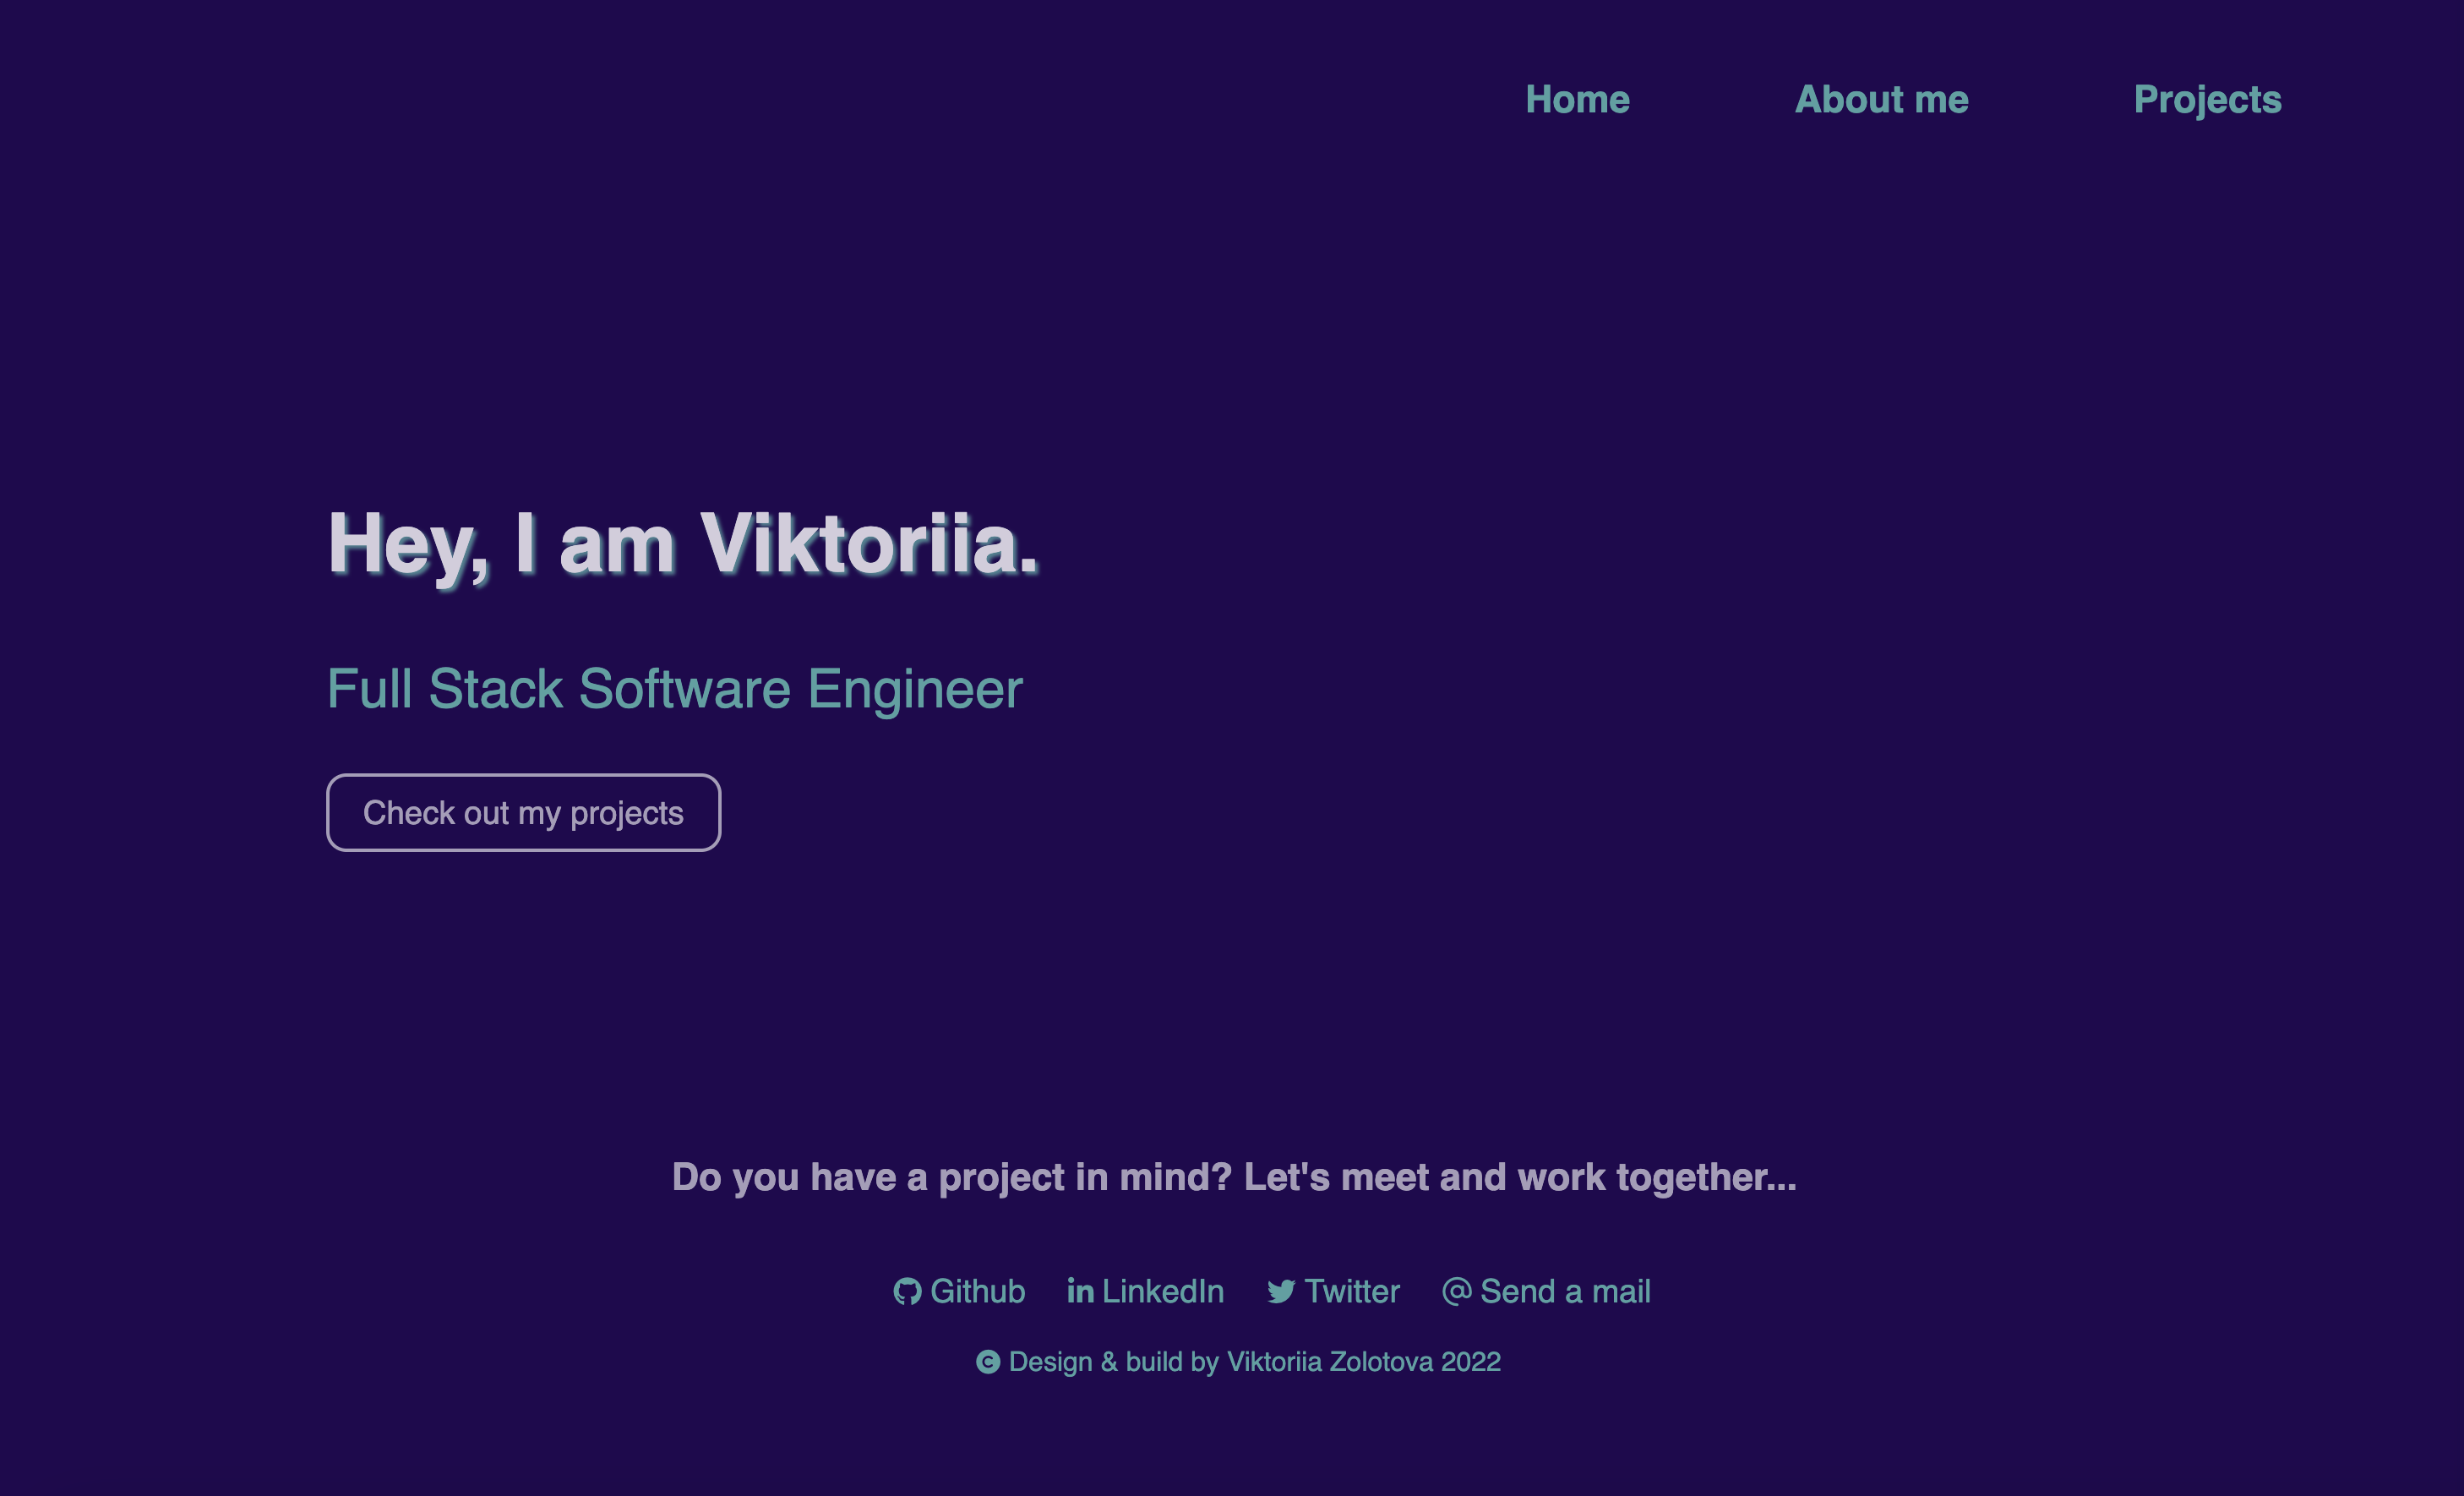 Home About me Projects
Hey, I am Viktoriia.
Full Stack Software Engineer
Check out my projects
Do you have a project in mind? Let's meet and work together...
Github in LinkedIn Twitter @ Send a mail
© Design & build by Viktoriia Zolotova 2022